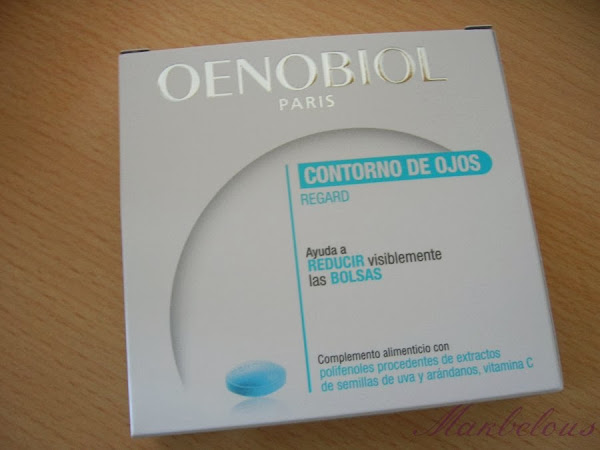 OENOBIOL
PARIS
CONTORNO DE OJOS
REGARD
Ayuda a
REDUCIR visiblemente
las BOLSAS
Complemento alimenticio con
polifenoles procedentes de extractos
de semillas de uva y arándanos, vitamina C
Manbelous